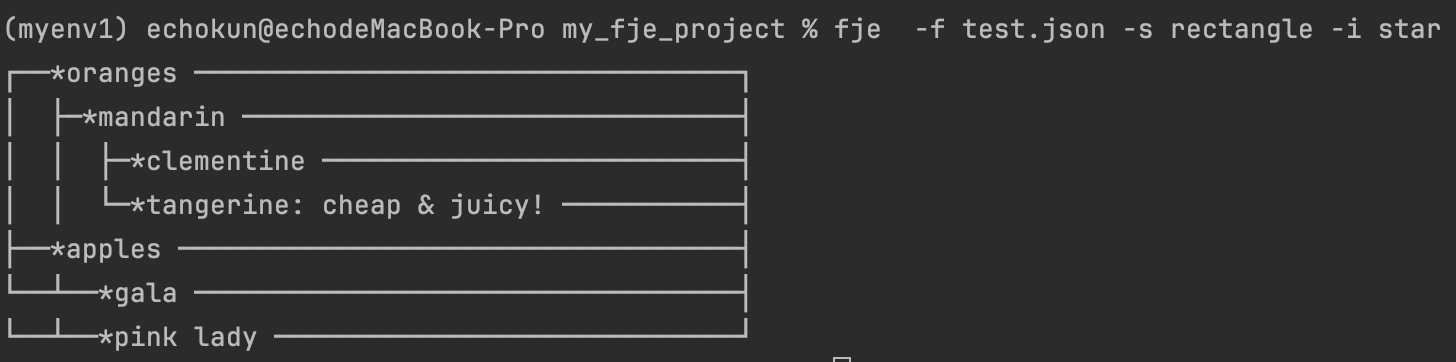 (myenv1) echokun@echodeMacBook-Pro my_fje_project % fje  -f test.json -s rectangle -i star
┌──*oranges ───────────────────────────────────┐
│  ├─*mandarin ────────────────────────────────┤
│  │  ├─*clementine ───────────────────────────┤
│  │  └─*tangerine: cheap & juicy! ────────────┤
├──*apples ────────────────────────────────────┤
└──┴──*gala ───────────────────────────────────┤
└──┴──*pink lady ──────────────────────────────┘